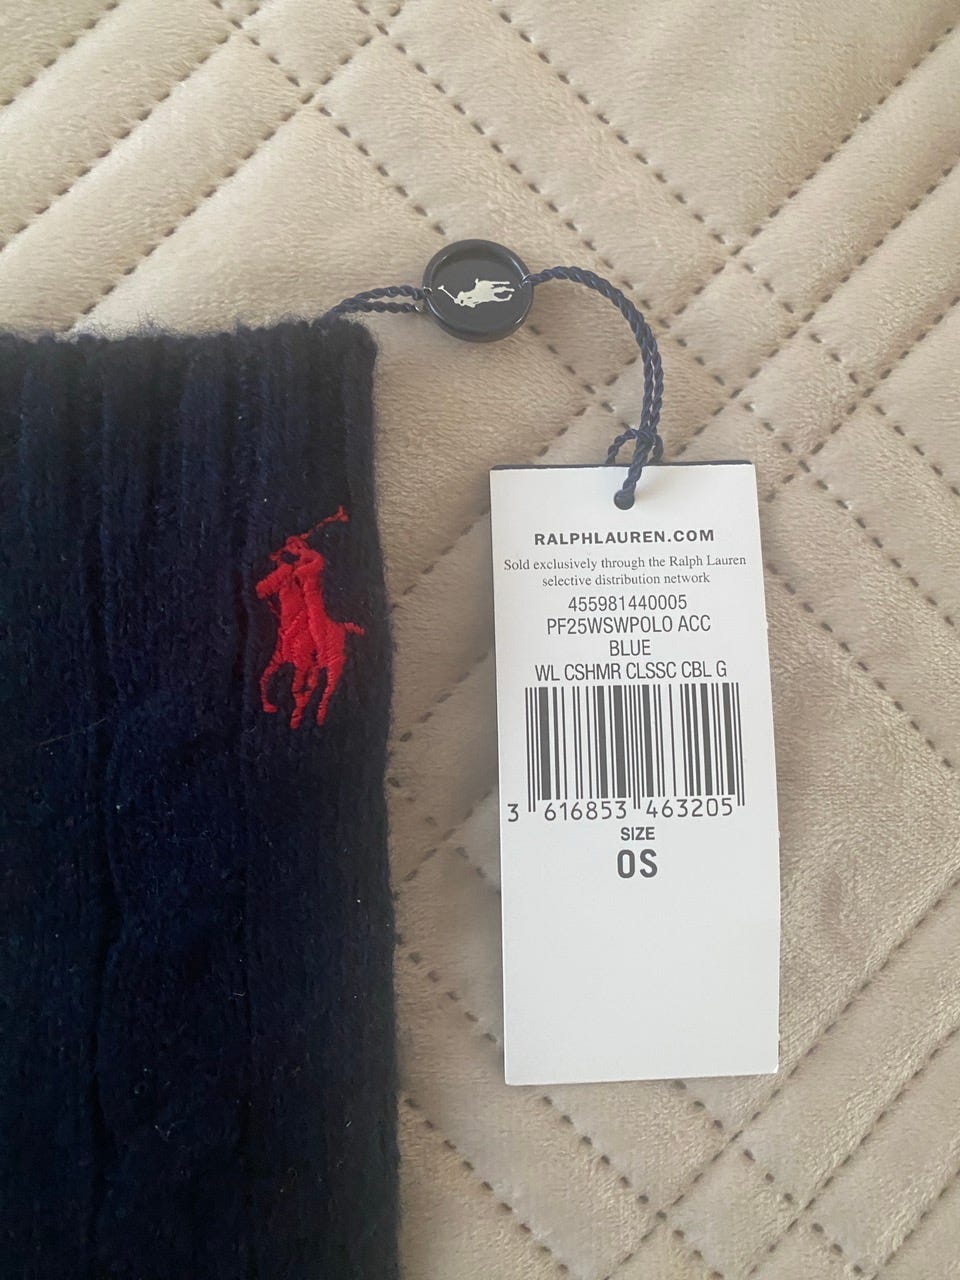 RALPHLAUREN.COM
Sold exclusively through the Ralph Lauren
selective distribution network
455981440005
PF25WSWPOLO ACC
BLUE
WL CSHMR CLSSC CBL G
3 616853 463205
SIZE
OS